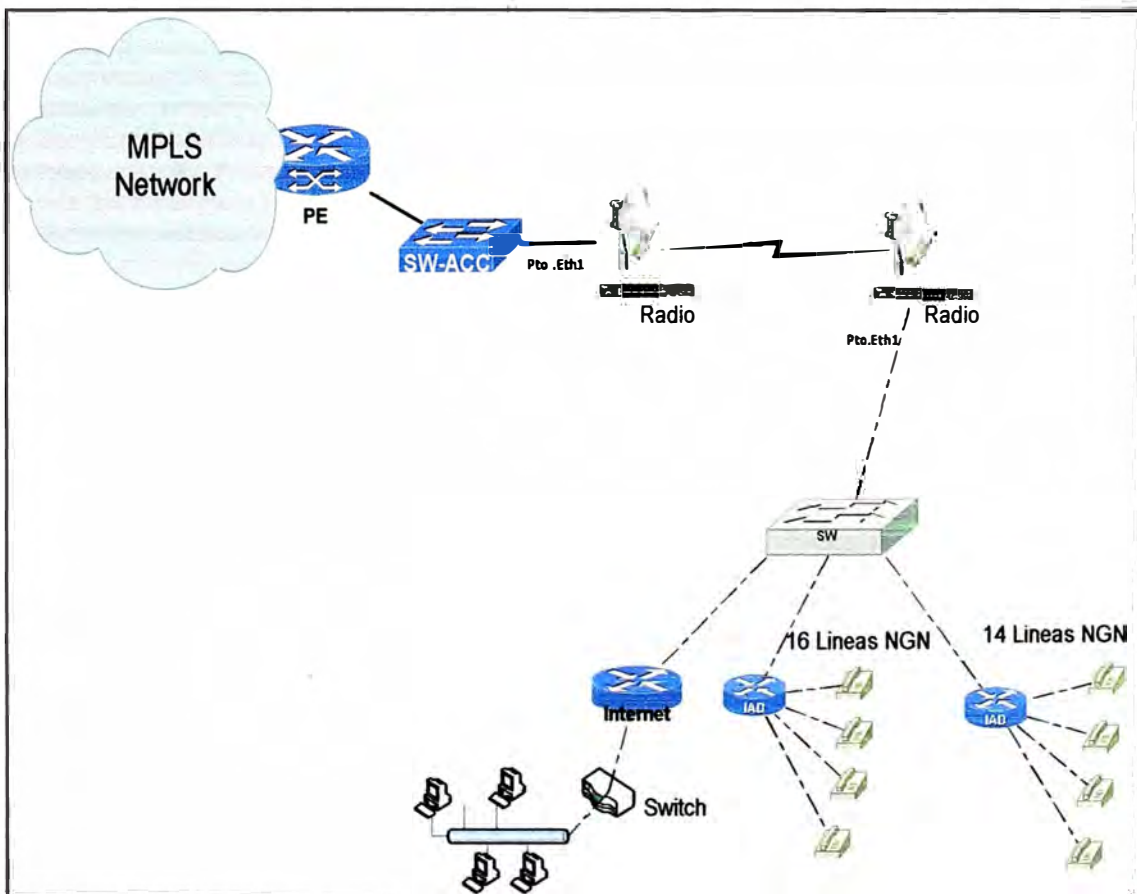 MPLS
Network
PE
SW-ACC
Pto .Eth1
Radio
Radio
Pto.Eth1
SW
16 Lineas NGN
14 Lineas NGN
Internet
IAD
IAD
Switch